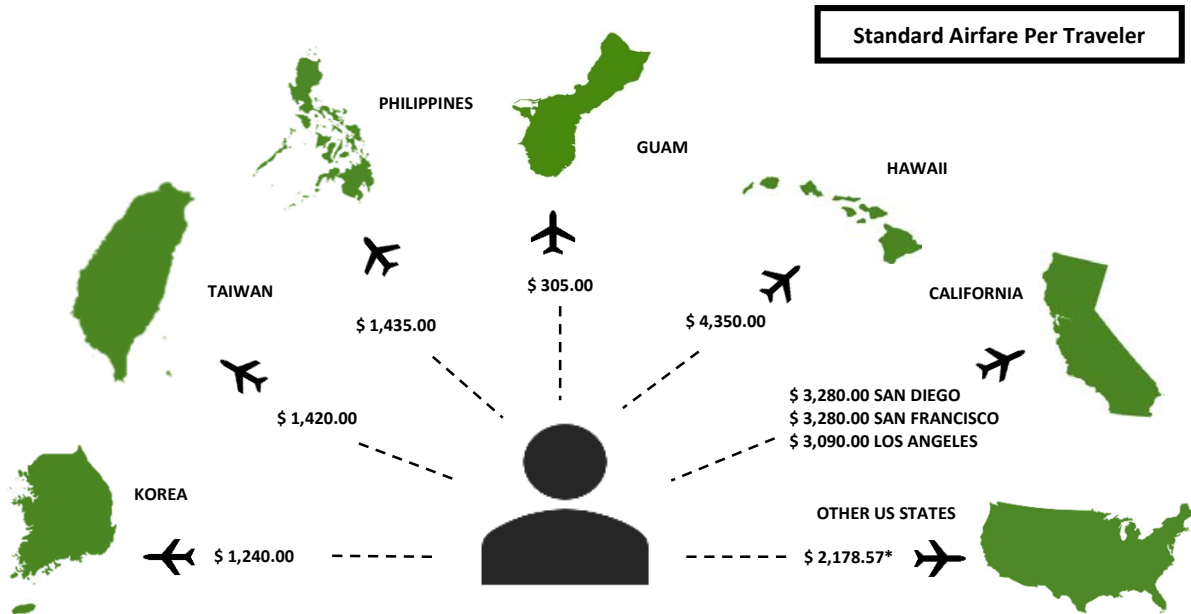 Standard Airfare Per Traveler
PHILIPPINES
GUAM
HAWAII
TAIWAN
$ 305.00
CALIFORNIA
$ 1,435.00
$ 4,350.00
$ 1,420.00
$ 3,280.00 SAN DIEGO
$ 3,280.00 SAN FRANCISCO
$ 3,090.00 LOS ANGELES
KOREA
OTHER US STATES
$ 1,240.00
$ 2,178.57*